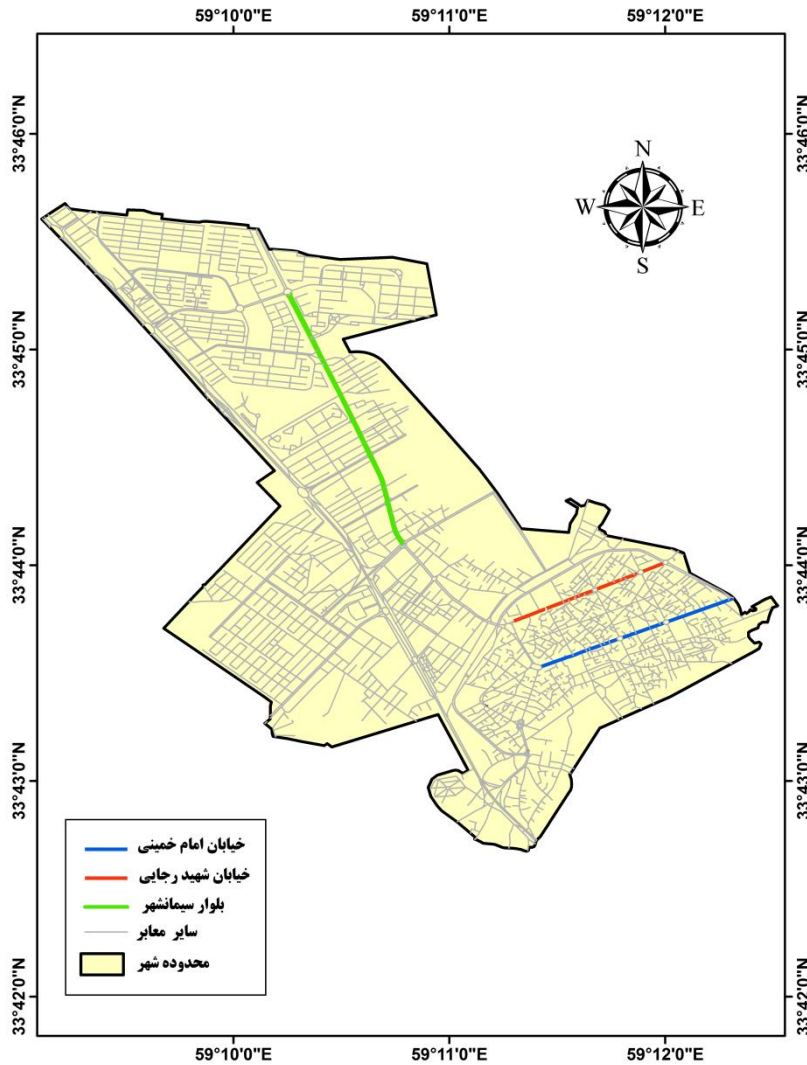 59°10'0"E 59°11'0"E 59°12'0"E
33°46'0"N 33°46'0"N
N
W E
S
33°45'0"N 33°45'0"N
33°44'0"N 33°44'0"N
33°43'0"N 33°43'0"N
خیابان امام خمینی
خیابان شهید رجایی
بلوار سیمانشهر
سایر معابر
محدوده شهر
33°42'0"N 33°42'0"N
59°10'0"E 59°11'0"E 59°12'0"E